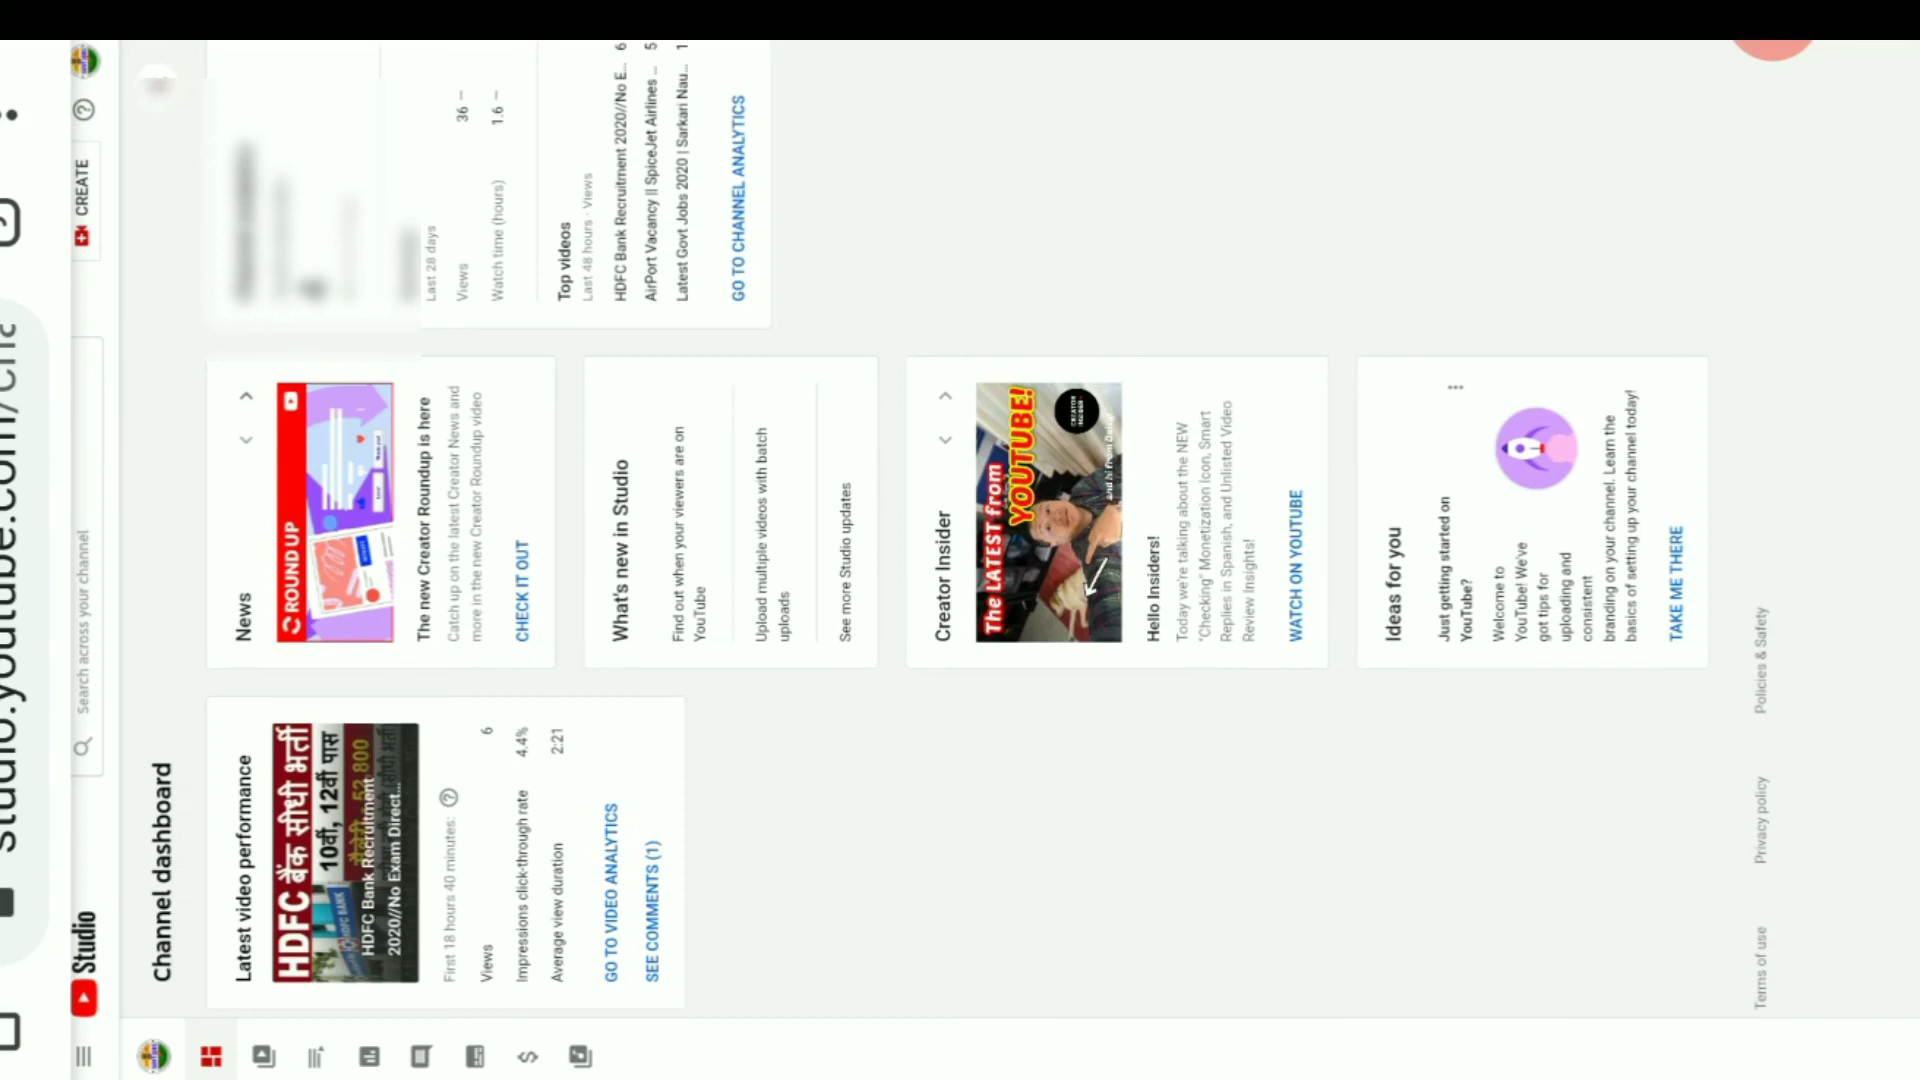 studio.youtube.com/cha
Studio
Search across your channel
CREATE
Channel dashboard
Latest video performance
HDFC बैंक सीधी भर्ती
10वीं, 12वीं पास
HDFC BANK
HDFC Bank Recruitment
2020//No Exam Direct...
First 18 hours 40 minutes:
Views 6
Impressions click-through rate 4.4%
Average view duration 2:21
GO TO VIDEO ANALYTICS
SEE COMMENTS (1)
News
ROUNDUP
The new Creator Roundup is here
Catch up on the latest Creator News and
more in the new Creator Roundup video
CHECK IT OUT
What's new in Studio
Find out when your viewers are on
YouTube
Upload multiple videos with batch
uploads
See more Studio updates
Creator Insider
The LATEST from
YOUTUBE!
CREATOR
INSIDER
Hello Insiders!
Today we're talking about the NEW
"Checking" Monetization Icon, Smart
Replies in Spanish, and Unlisted Video
Review Insights!
WATCH ON YOUTUBE
Ideas for you
Just getting started on
YouTube?
Welcome to
YouTube! We've
got tips for
uploading and
consistent
branding on your channel. Learn the
basics of setting up your channel today!
TAKE ME THERE
Last 28 days
Views 36 —
Watch time (hours) 1.6 —
Top videos
Last 48 hours · Views
HDFC Bank Recruitment 2020//No E... 6
AirPort Vacancy || SpiceJet Airlines ... 5
Latest Govt Jobs 2020 | Sarkari Nau... 1
GO TO CHANNEL ANALYTICS
Terms of use
Privacy policy
Policies & Safety